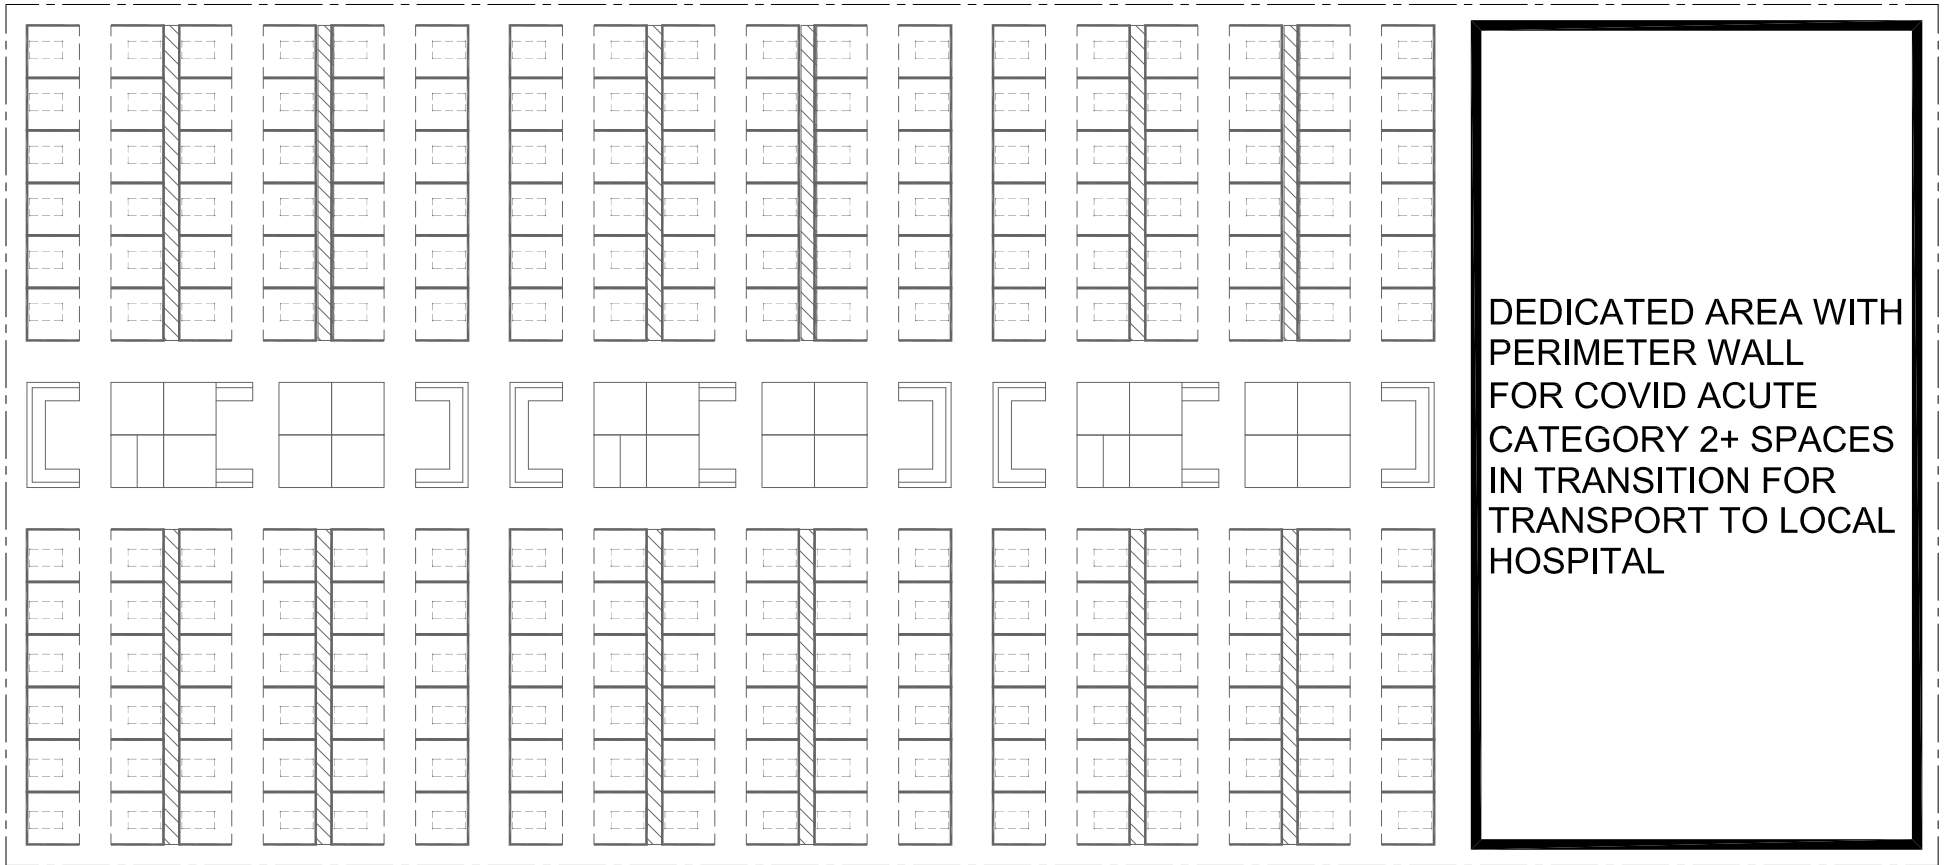 DEDICATED AREA WITH
PERIMETER WALL
FOR COVID ACUTE
CATEGORY 2+ SPACES
IN TRANSITION FOR
TRANSPORT TO LOCAL
HOSPITAL